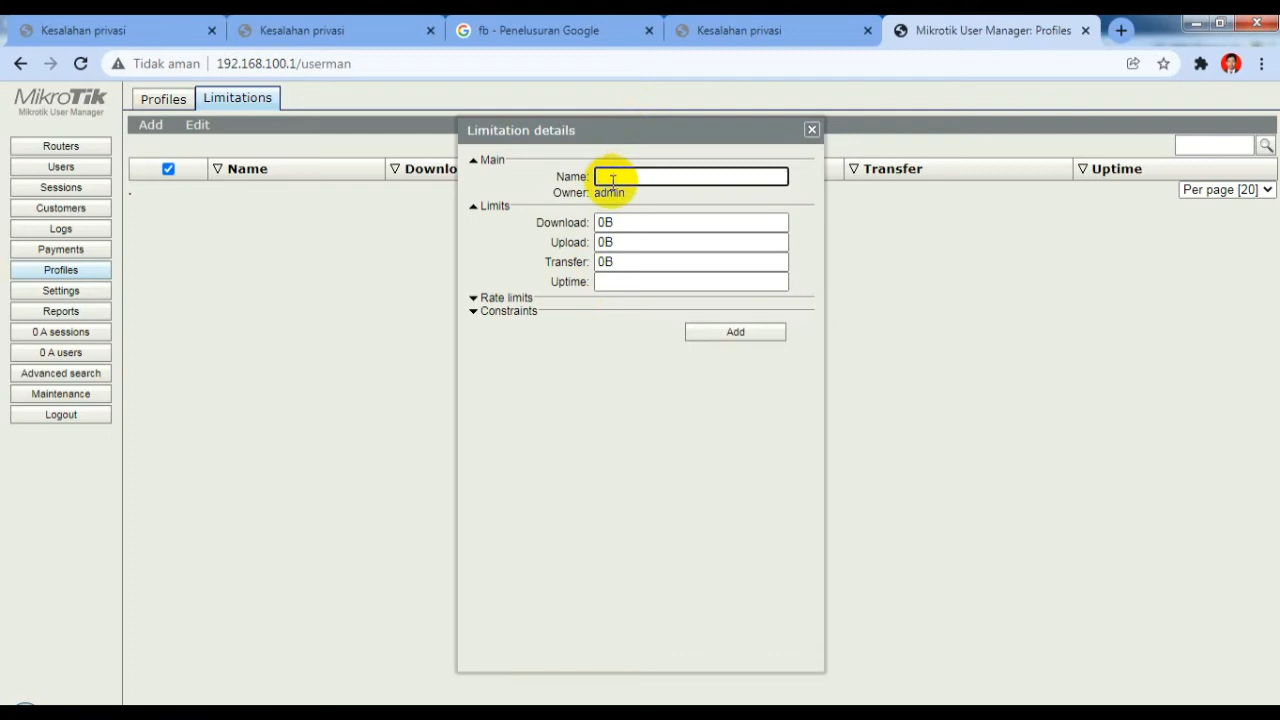 Kesalahan privasi
Kesalahan privasi
fb - Penelusuran Google
Kesalahan privasi
Mikrotik User Manager: Profiles
Tidak aman
192.168.100.1/userman
MikroTik
Mikrotik User Manager
Profiles
Limitations
Add
Edit
Routers
Users
Sessions
Customers
Logs
Payments
Profiles
Settings
Reports
0 A sessions
0 A users
Advanced search
Maintenance
Logout
Name
Downlo
Transfer
Uptime
Per page [20]
Limitation details
Main
Name:
Owner: admin
Limits
Download: 0B
Upload: 0B
Transfer: 0B
Uptime:
Rate limits
Constraints
Add